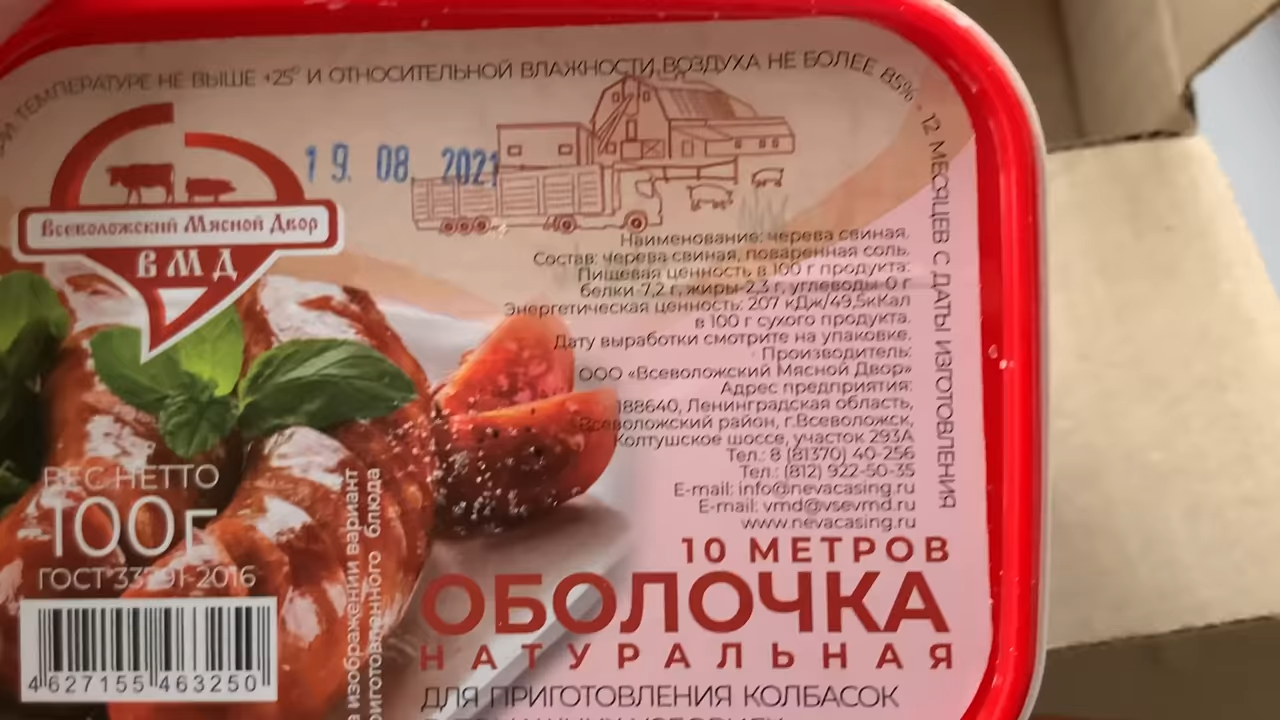 ТЕМПЕРАТУРЕ НЕ ВЫШЕ +25° И ОТНОСИТЕЛЬНОЙ ВЛАЖНОСТИ ВОЗДУХА НЕ БОЛЕЕ 85% - 12 МЕСЯЦЕВ С ДАТЫ ИЗГОТОВЛЕНИЯ
19. 08. 2021
Всеволожский Мясной Двор
ВМД
Наименование: черева свиная.
Состав: черева свиная, поваренная соль.
Пищевая ценность в 100 г продукта:
белки-7,2 г, жиры-2,3 г, углеводы-0 г
Энергетическая ценность: 207 кДж/49,5кКал
в 100 г сухого продукта.
Дату выработки смотрите на упаковке.
Производитель:
ООО «Всеволожский Мясной Двор»
Адрес предприятия:
188640, Ленинградская область,
Всеволожский район, г.Всеволожск,
Колтушское шоссе, участок 293А
Тел.: 8 (81370) 40-256
Тел.: (812) 922-50-35
E-mail: info@nevacasing.ru
E-mail: vmd@vsevmd.ru
www.nevacasing.ru
ВЕС НЕТТО
100г
ГОСТ 33791-2016
4 627155 463250
изображении вариант
приготовленного блюда
10 МЕТРОВ
ОБОЛОЧКА
НАТУРАЛЬНАЯ
ДЛЯ ПРИГОТОВЛЕНИЯ КОЛБАСОК